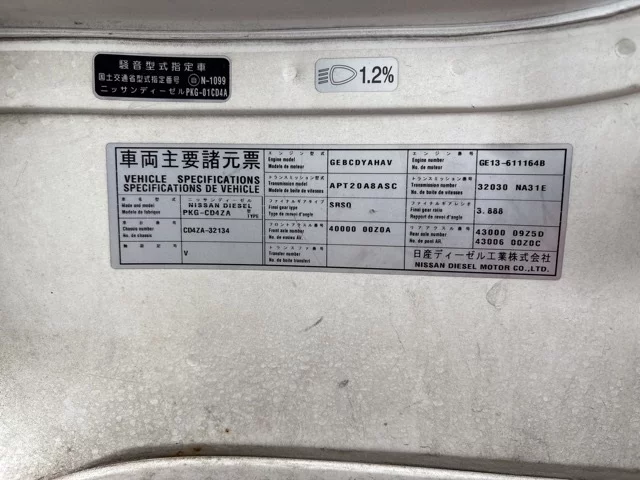 騒音型式指定車
国土交通省型式指定番号 N-1099
ニッサンディーゼル PKG-01CD4A
1.2%
車両主要諸元票
VEHICLE SPECIFICATIONS
SPECIFICATIONS DE VEHICLE
Make and model
Modele de fabrique
ニッサンディーゼル
NISSAN DIESEL
PKG-CD4ZA 型 TYPE
Chassis number
No. de chassis
CD4ZA-32134
V
エンジン型式
Engine model
Modele de moteur
GEBCDYAHAV
エンジン番号
Engine number
No. de moteur
GE13-611164B
トランスミッション型式
Transmission model
Modele de boite de vitesses
APT20A8ASC
トランスミッション番号
Transmission number
No. de boite de vitesses
32030 NA31E
ファイナルギヤタイプ
Final gear type
Type de reseut d'angle
SRSQ
ファイナルギヤレシオ
Final gear ratio
Rapport de renvoi d'angle
3.888
フロントアクスル番号
Front axle number
No. de essieu AV.
40000 00Z0A
リヤアクスル番号
Rear axle number
No. de pont AR.
43000 09Z5D
43006 00Z0C
トランスファ番号
Transfer number
No. de boite transfert
日産ディーゼル工業株式会社
NISSAN DIESEL MOTOR CO.,LTD.